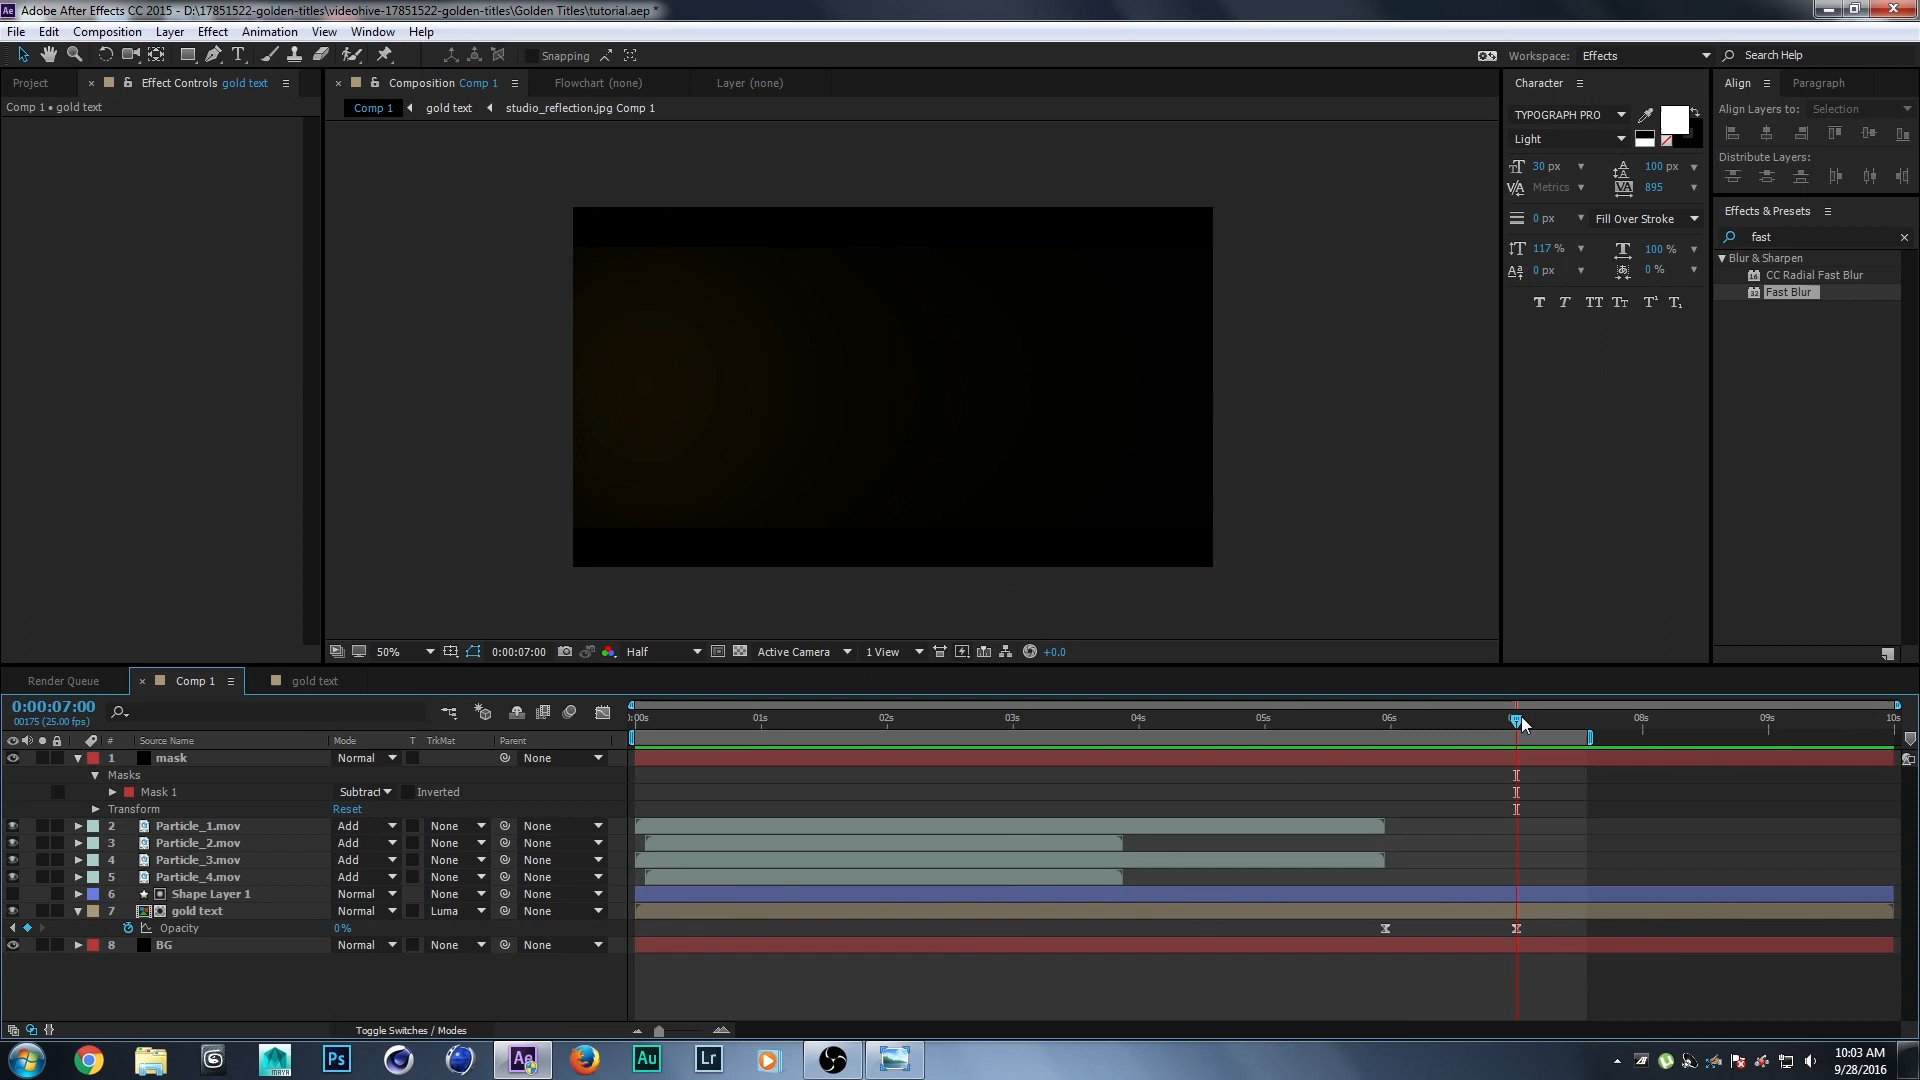 Adobe After Effects CC 2015 - D:\17851522-golden-titles\videohive-17851522-golden-titles\Golden Titles\tutorial.aep *
File Edit Composition Layer Effect Animation View Window Help
Snapping
Workspace: Effects
Search Help
Project
Effect Controls gold text
Comp 1 • gold text
Composition Comp 1
Flowchart (none)
Layer (none)
Comp 1
gold text
studio_reflection.jpg Comp 1
Character
TYPOGRAPH PRO
Light
30 px
100 px
Metrics
895
0 px
Fill Over Stroke
117 %
100 %
0 px
0 %
Align
Paragraph
Align Layers to: Selection
Distribute Layers:
Effects & Presets
fast
Blur & Sharpen
CC Radial Fast Blur
Fast Blur
50%
0:00:07:00
Half
Active Camera
1 View
+0.0
Render Queue
Comp 1
gold text
0:00:07:00
00175 (25.00 fps)
:00s 01s 02s 03s 04s 05s 06s 08s 09s 10s
# Source Name Mode T TrkMat Parent
1 mask Normal None
Masks
Mask 1 Subtract Inverted
Transform Reset
2 Particle_1.mov Add None None
3 Particle_2.mov Add None None
4 Particle_3.mov Add None None
5 Particle_4.mov Add None None
6 Shape Layer 1 Normal None None
7 gold text Normal Luma None
Opacity 0%
8 BG Normal None None
Toggle Switches / Modes
MAYA
Ps
Ae
Au
Lr
10:03 AM
9/28/2016